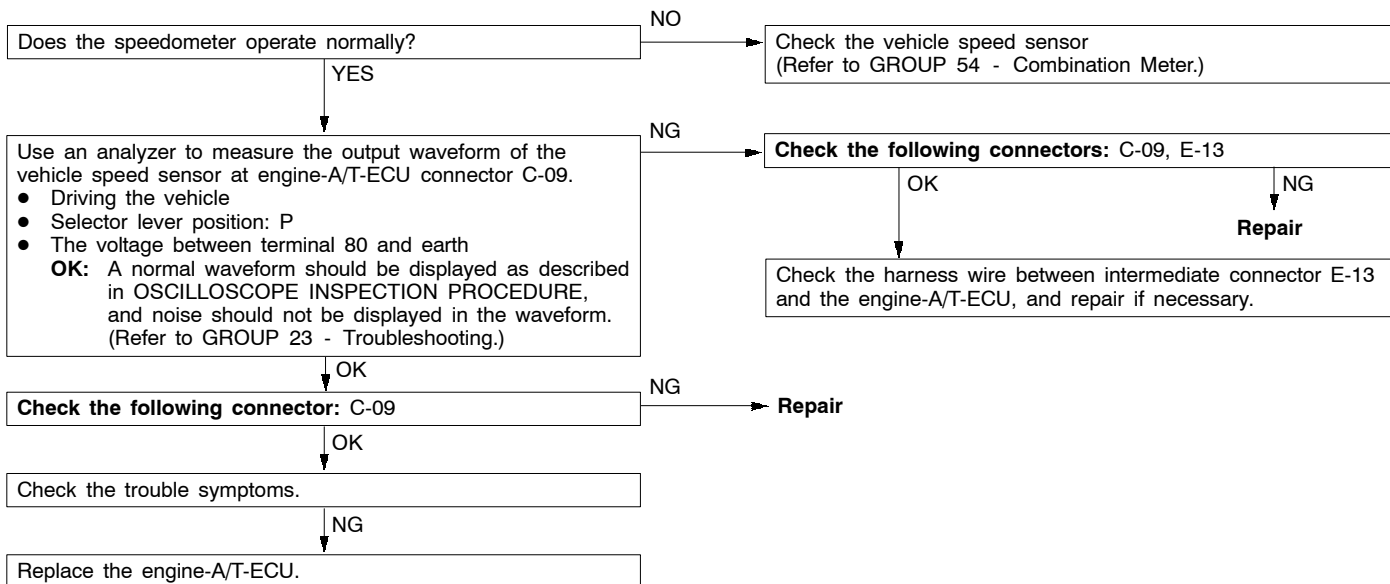 Does the speedometer operate normally?
NO
Check the vehicle speed sensor
(Refer to GROUP 54 - Combination Meter.)
YES
Use an analyzer to measure the output waveform of the
vehicle speed sensor at engine-A/T-ECU connector C-09.
● Driving the vehicle
● Selector lever position: P
● The voltage between terminal 80 and earth
OK: A normal waveform should be displayed as described
in OSCILLOSCOPE INSPECTION PROCEDURE,
and noise should not be displayed in the waveform.
(Refer to GROUP 23 - Troubleshooting.)
NG
Check the following connectors: C-09, E-13
OK
NG
Repair
Check the harness wire between intermediate connector E-13
and the engine-A/T-ECU, and repair if necessary.
OK
Check the following connector: C-09
NG
Repair
OK
Check the trouble symptoms.
NG
Replace the engine-A/T-ECU.